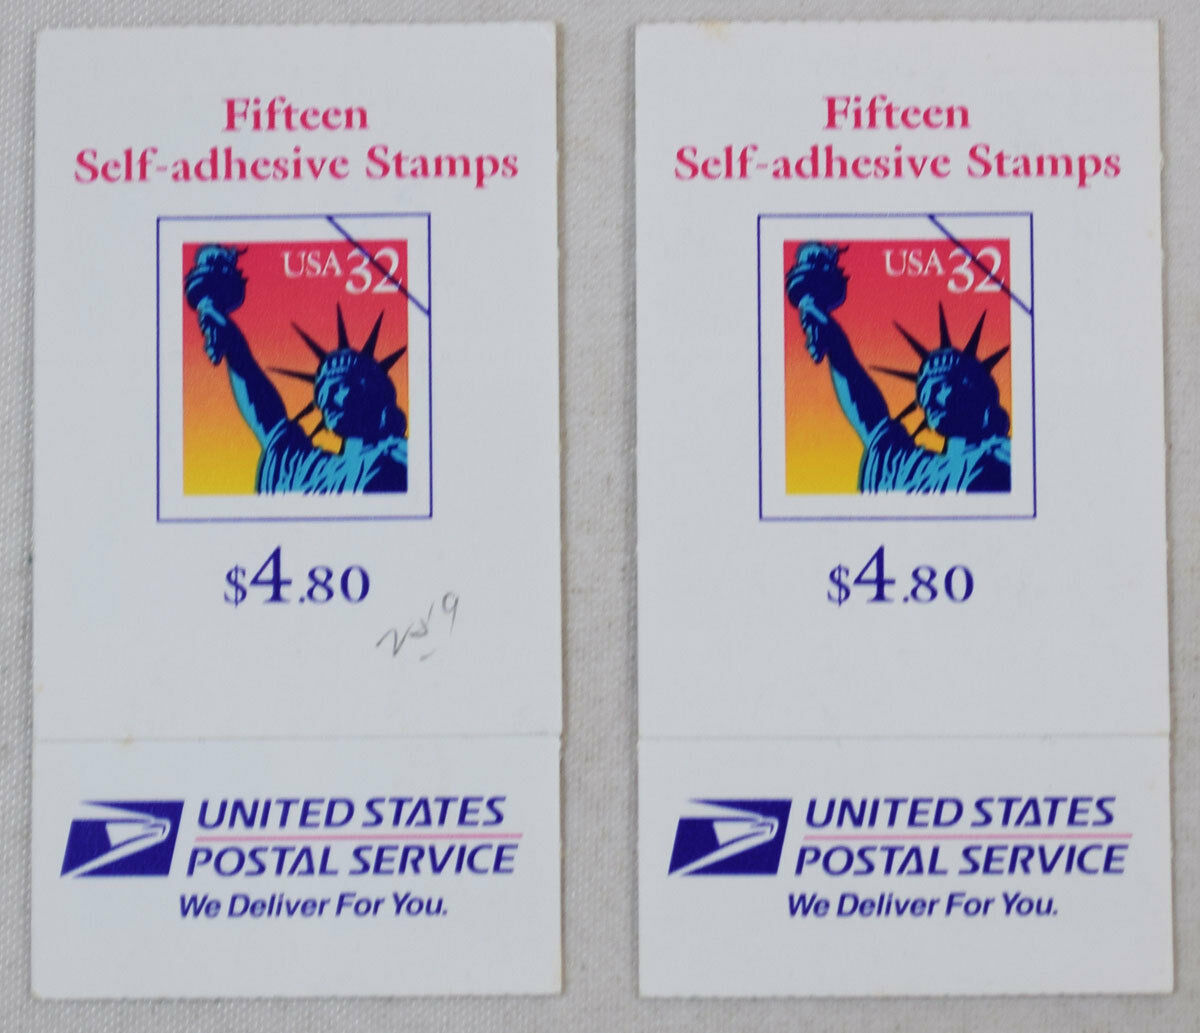 Fifteen
Self-adhesive Stamps
USA 32
$4.80
UNITED STATES
POSTAL SERVICE
We Deliver For You.
Fifteen
Self-adhesive Stamps
USA 32
$4.80
UNITED STATES
POSTAL SERVICE
We Deliver For You.